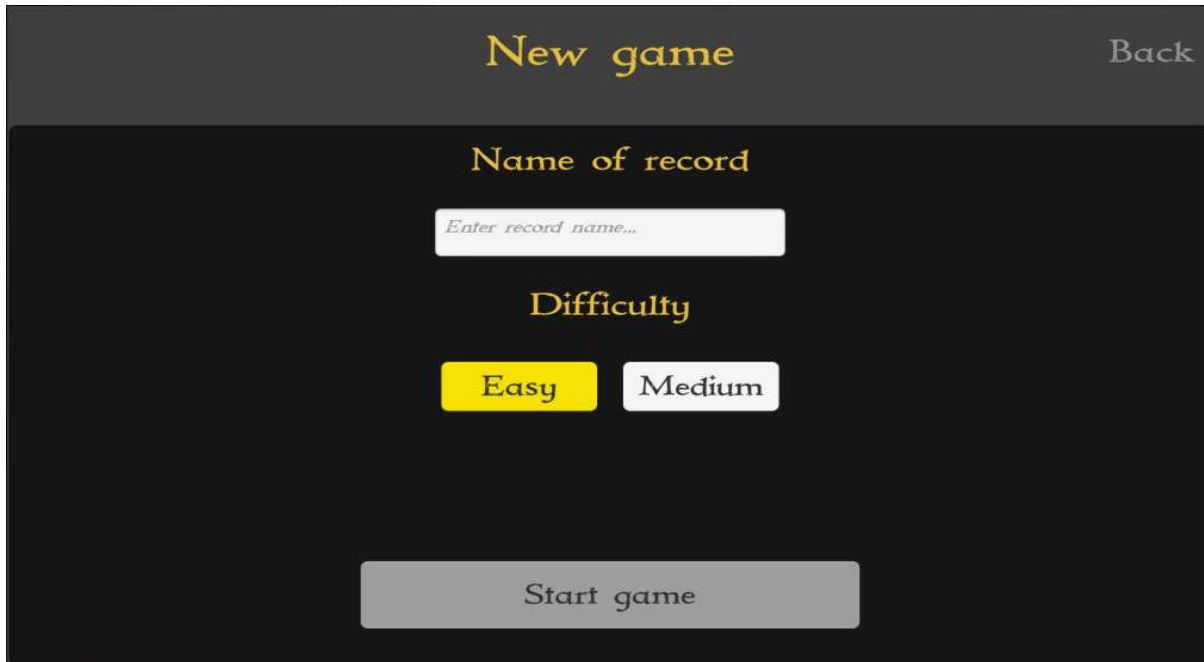 New game
Back
Name of record
Enter record name...
Difficulty
Easy
Medium
Start game